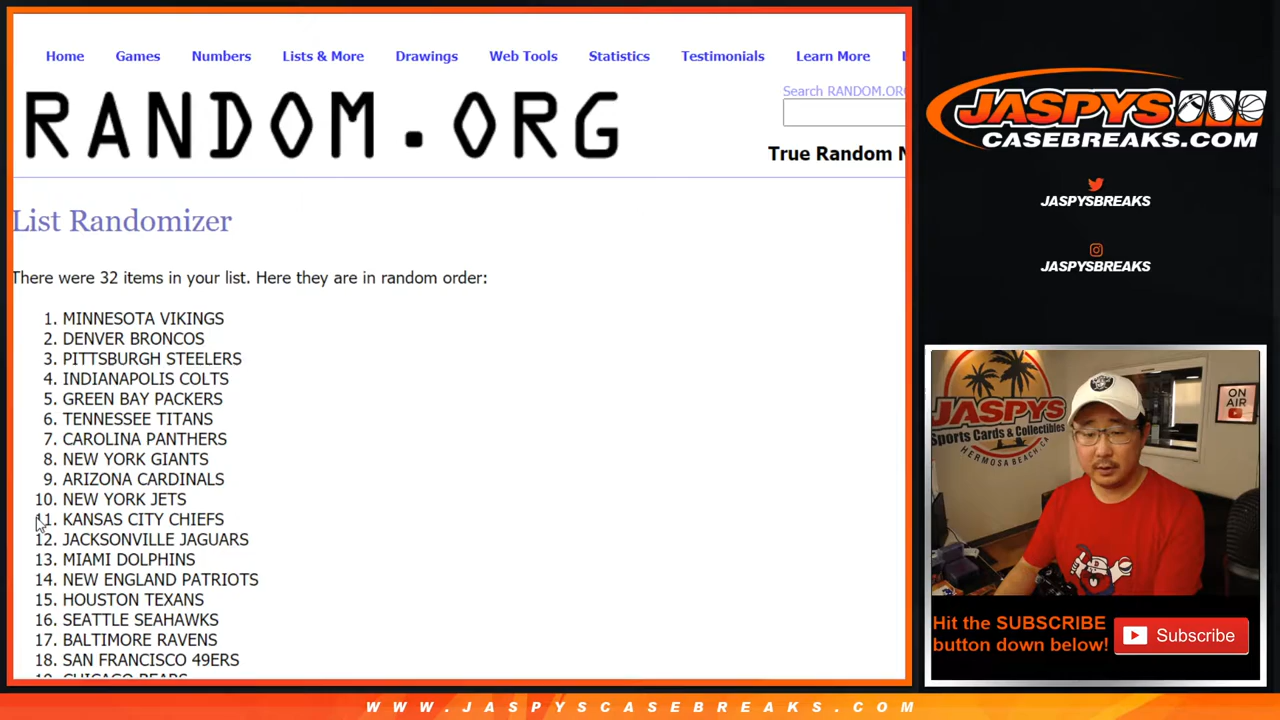 Home Games Numbers Lists & More Drawings Web Tools Statistics Testimonials Learn More
RANDOM.ORG
Search RANDOM.ORG
True Random N
List Randomizer
There were 32 items in your list. Here they are in random order:
1. MINNESOTA VIKINGS
2. DENVER BRONCOS
3. PITTSBURGH STEELERS
4. INDIANAPOLIS COLTS
5. GREEN BAY PACKERS
6. TENNESSEE TITANS
7. CAROLINA PANTHERS
8. NEW YORK GIANTS
9. ARIZONA CARDINALS
10. NEW YORK JETS
11. KANSAS CITY CHIEFS
12. JACKSONVILLE JAGUARS
13. MIAMI DOLPHINS
14. NEW ENGLAND PATRIOTS
15. HOUSTON TEXANS
16. SEATTLE SEAHAWKS
17. BALTIMORE RAVENS
18. SAN FRANCISCO 49ERS
19. CHICAGO BEARS
JASPYS
CASEBREAKS.COM
JASPYSBREAKS
JASPYSBREAKS
JASPYS
Sports Cards & Collectibles
HERMOSA BEACH, CA
ON AIR
Hit the SUBSCRIBE
button down below!
Subscribe
WWW.JASPYSCASEBREAKS.COM